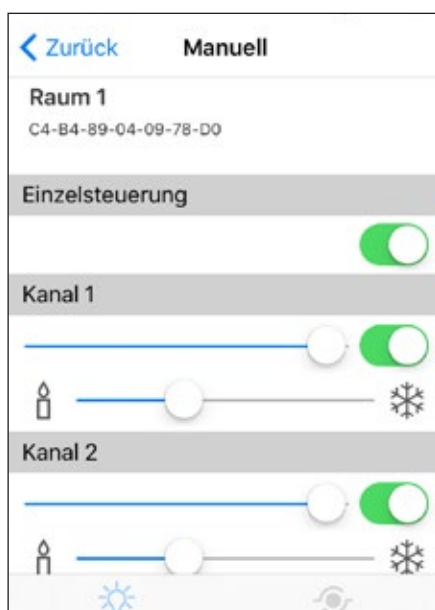 Zurück Manuell
Raum 1
C4-B4-89-04-09-78-D0
Einzelsteuerung
Kanal 1
Kanal 2